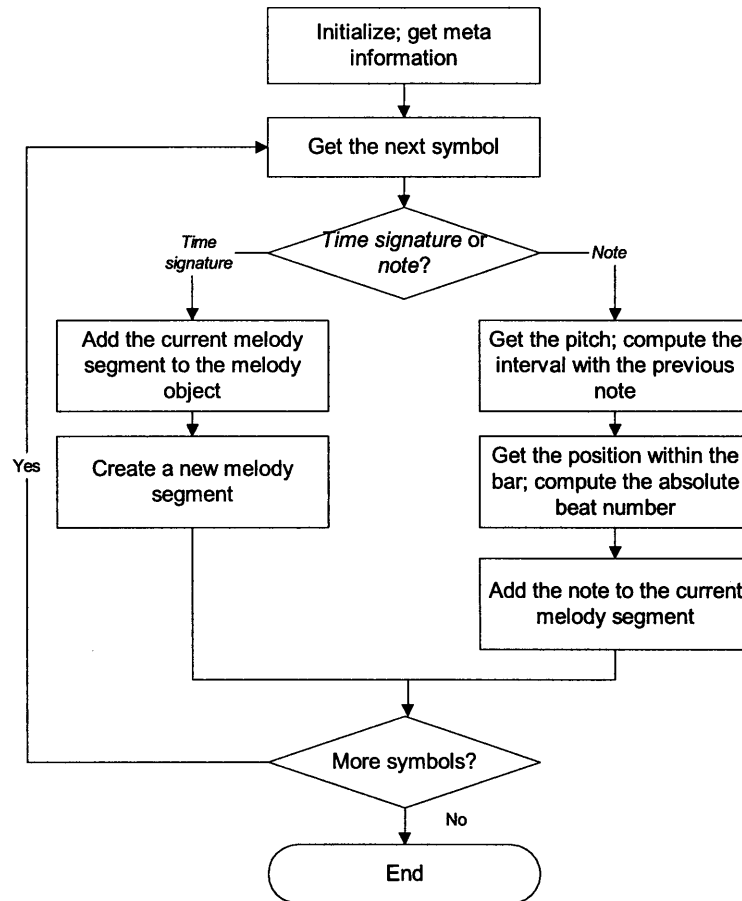 Initialize; get meta
information
Get the next symbol
Time signature or
note?
Time
signature
Note
Add the current melody
segment to the melody
object
Get the pitch; compute the
interval with the previous
note
Yes
Create a new melody
segment
Get the position within the
bar; compute the absolute
beat number
Add the note to the current
melody segment
More symbols?
No
End